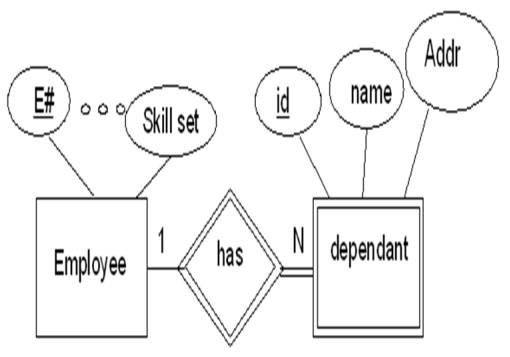 Addr
E#
Skill set
id
name
Employee
1
has
N
dependant